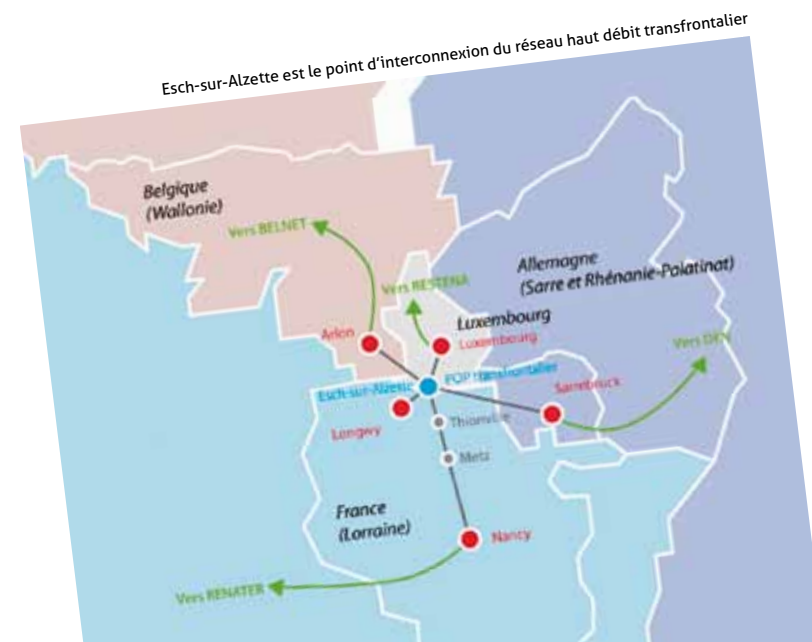 Esch-sur-Alzette est le point d'interconnexion du réseau haut débit transfrontalier
Belgique
(Wallonie)
Vers BELNET
Allemagne
(Sarre et Rhénanie-Palatinat)
Vers RESTENA
Luxembourg
Arlon
Luxembourg
Vers DFN
Esch-sur-Alzette
POP transfrontalier
Sarrebruck
Longwy
Thionville
Metz
France
(Lorraine)
Nancy
Vers RENATER